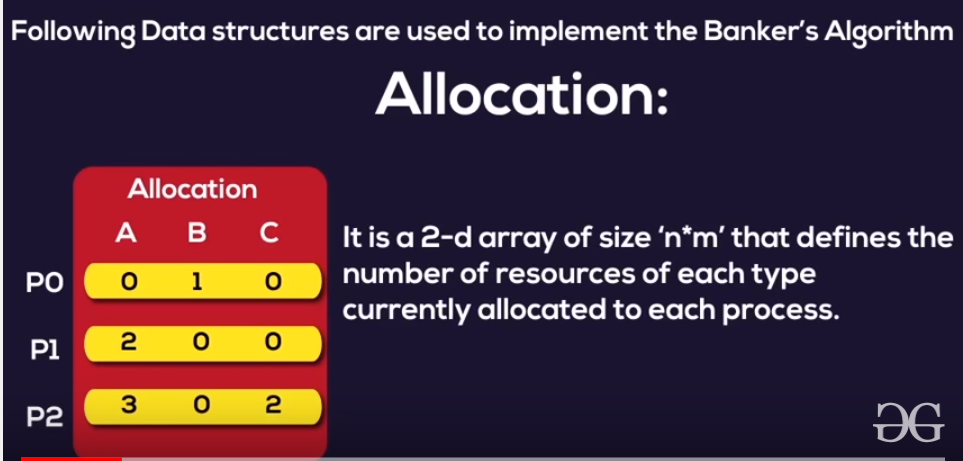 Following Data structures are used to implement the Banker's Algorithm
Allocation:
Allocation
A B C
P0 0 1 0
P1 2 0 0
P2 3 0 2
It is a 2-d array of size ‘n*m’ that defines the
number of resources of each type
currently allocated to each process.
GG